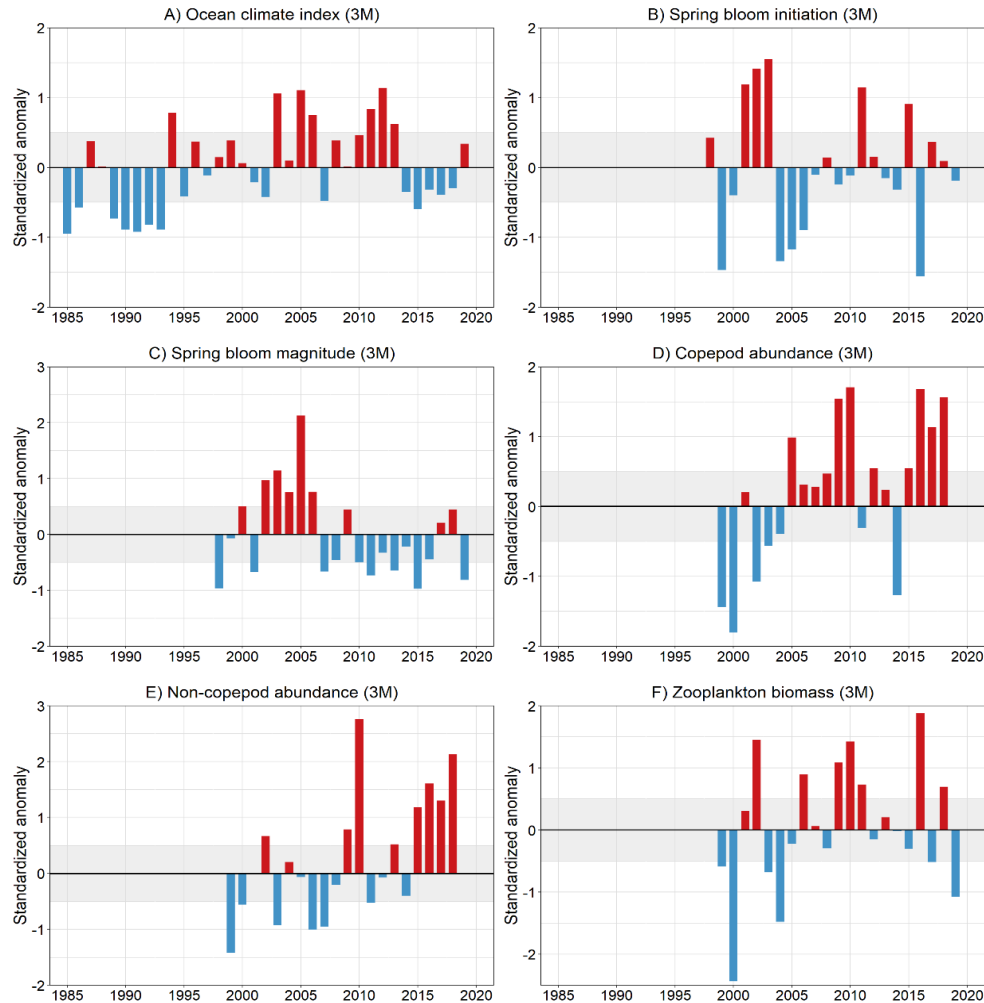 A) Ocean climate index (3M)
Standardized anomaly
2
1
0
-1
-2
1985 1990 1995 2000 2005 2010 2015 2020
B) Spring bloom initiation (3M)
Standardized anomaly
2
1
0
-1
-2
1985 1990 1995 2000 2005 2010 2015 2020
C) Spring bloom magnitude (3M)
Standardized anomaly
3
2
1
0
-1
-2
1985 1990 1995 2000 2005 2010 2015 2020
D) Copepod abundance (3M)
Standardized anomaly
2
1
0
-1
-2
1985 1990 1995 2000 2005 2010 2015 2020
E) Non-copepod abundance (3M)
Standardized anomaly
3
2
1
0
-1
-2
1985 1990 1995 2000 2005 2010 2015 2020
F) Zooplankton biomass (3M)
Standardized anomaly
2
1
0
-1
-2
1985 1990 1995 2000 2005 2010 2015 2020